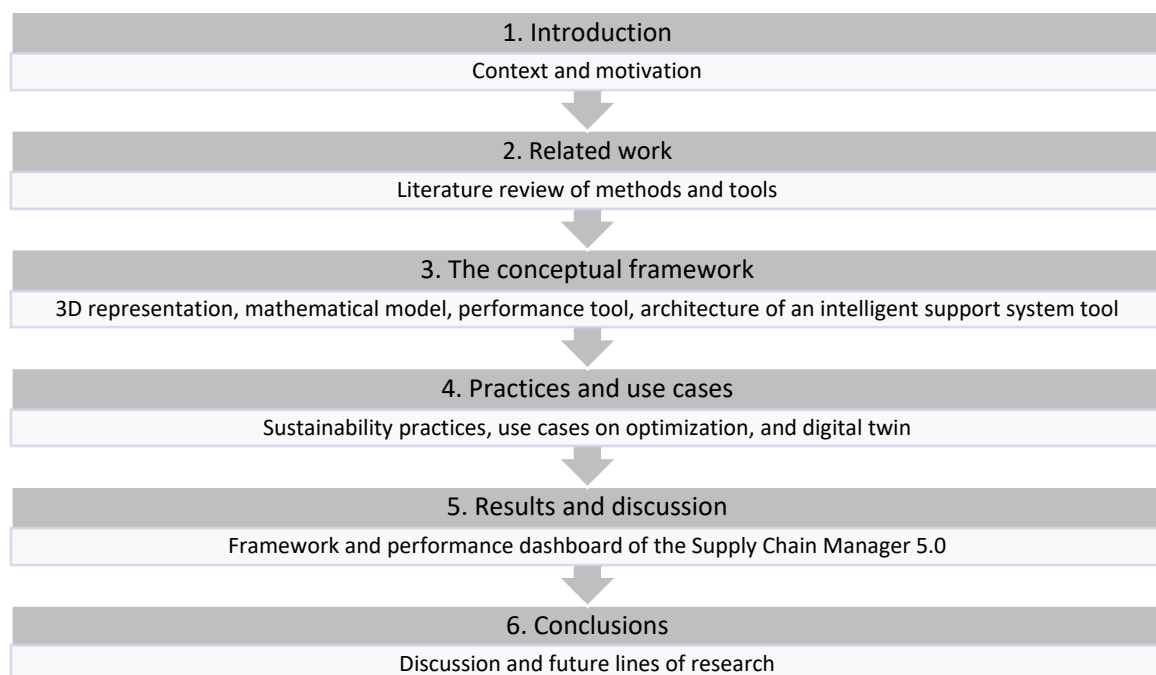 1. Introduction
Context and motivation
2. Related work
Literature review of methods and tools
3. The conceptual framework
3D representation, mathematical model, performance tool, architecture of an intelligent support system tool
4. Practices and use cases
Sustainability practices, use cases on optimization, and digital twin
5. Results and discussion
Framework and performance dashboard of the Supply Chain Manager 5.0
6. Conclusions
Discussion and future lines of research